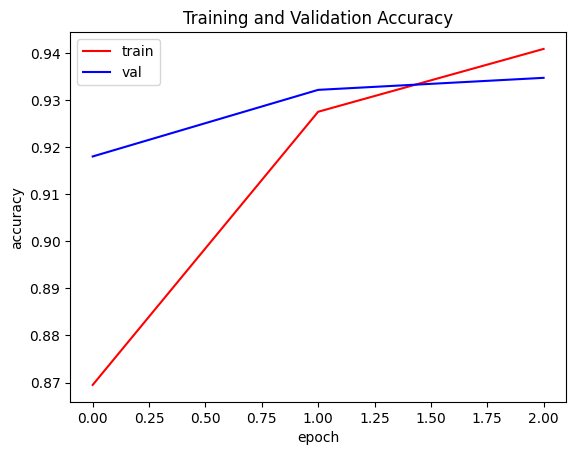 Training and Validation Accuracy
train
val
0.94
0.93
0.92
0.91
0.90
0.89
0.88
0.87
accuracy
0.00 0.25 0.50 0.75 1.00 1.25 1.50 1.75 2.00
epoch